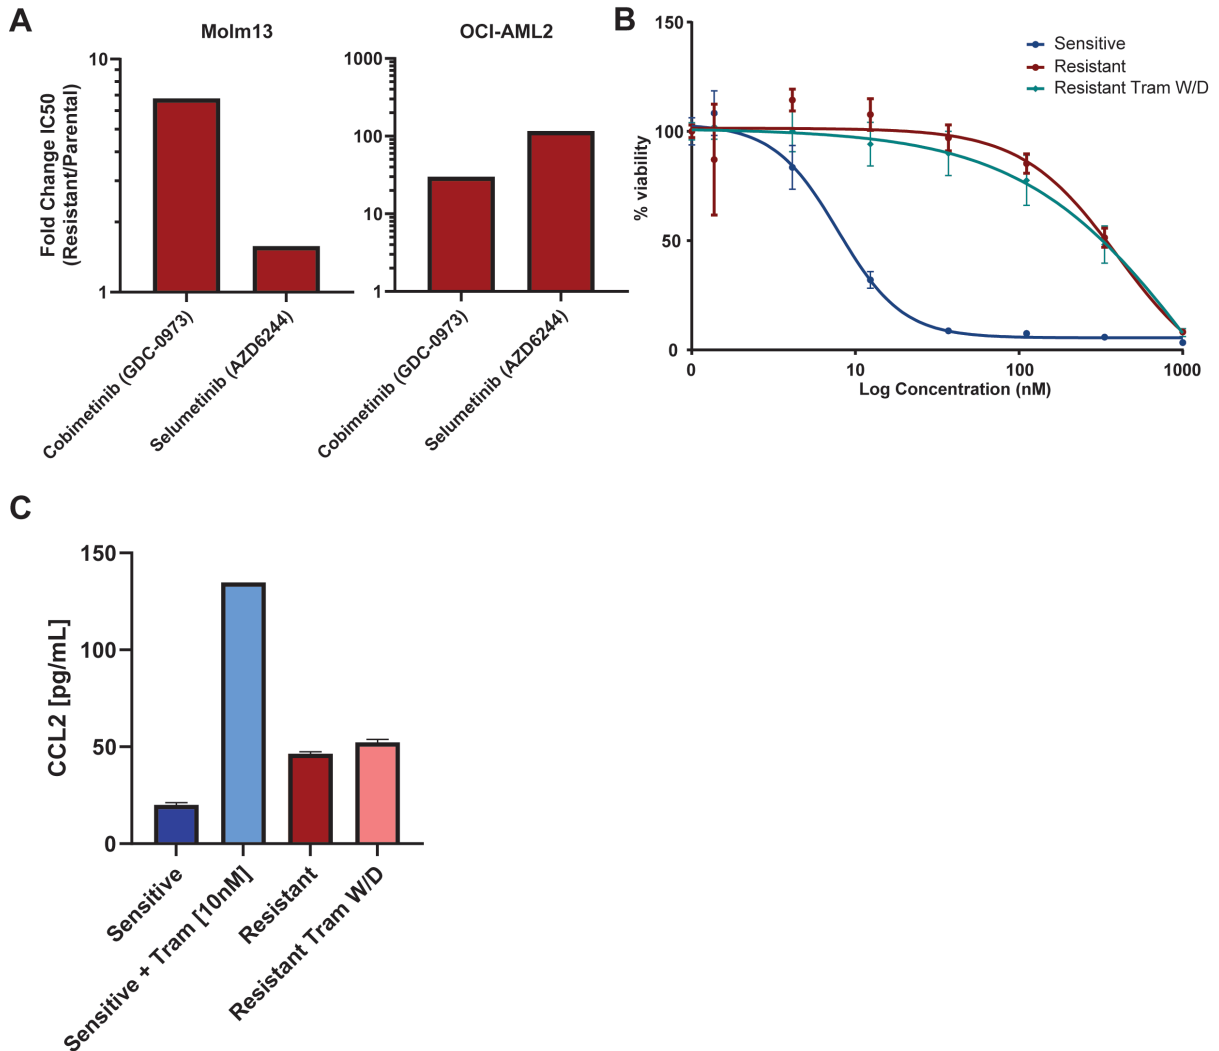 A
Molm13
Fold Change IC50
(Resistant/Parental)
10
1
Cobimetinib (GDC-0973)
Selumetinib (AZD6244)
OCI-AML2
1000
100
10
1
Cobimetinib (GDC-0973)
Selumetinib (AZD6244)
B
% viability
150
100
50
0
0
10
100
1000
Log Concentration (nM)
Sensitive
Resistant
Resistant Tram W/D
C
CCL2 [pg/mL]
150
100
50
0
Sensitive
Sensitive + Tram [10nM]
Resistant
Resistant Tram W/D